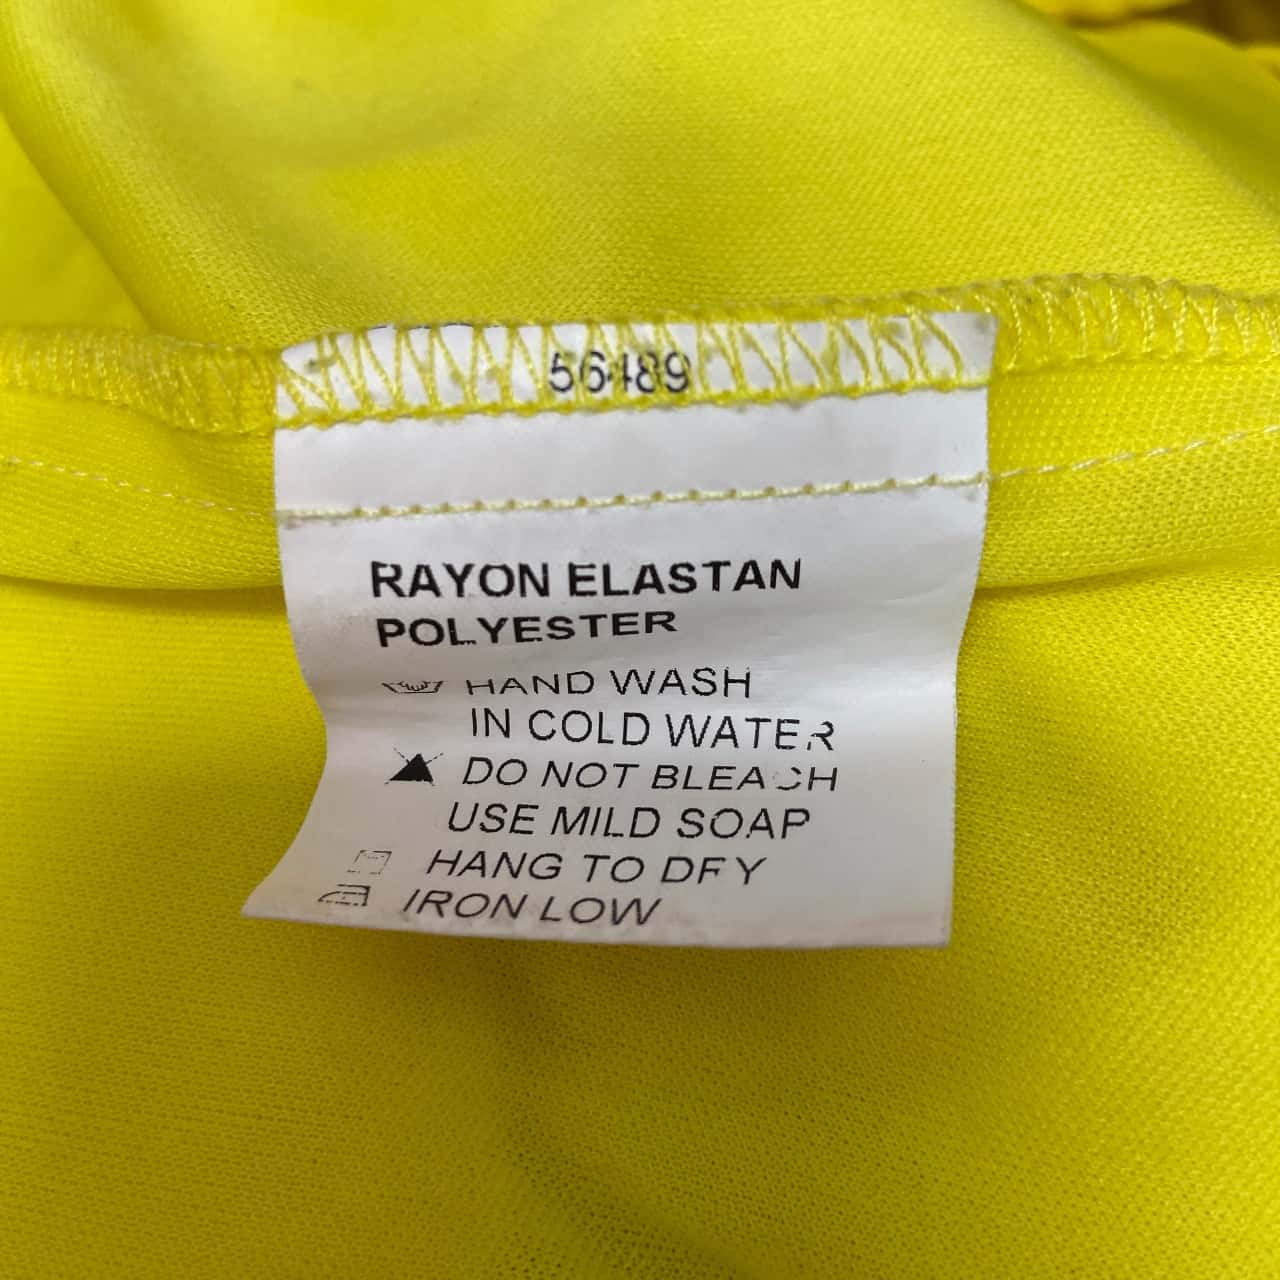 56489
RAYON ELASTAN
POLYESTER
HAND WASH
IN COLD WATER
DO NOT BLEACH
USE MILD SOAP
HANG TO DRY
IRON LOW